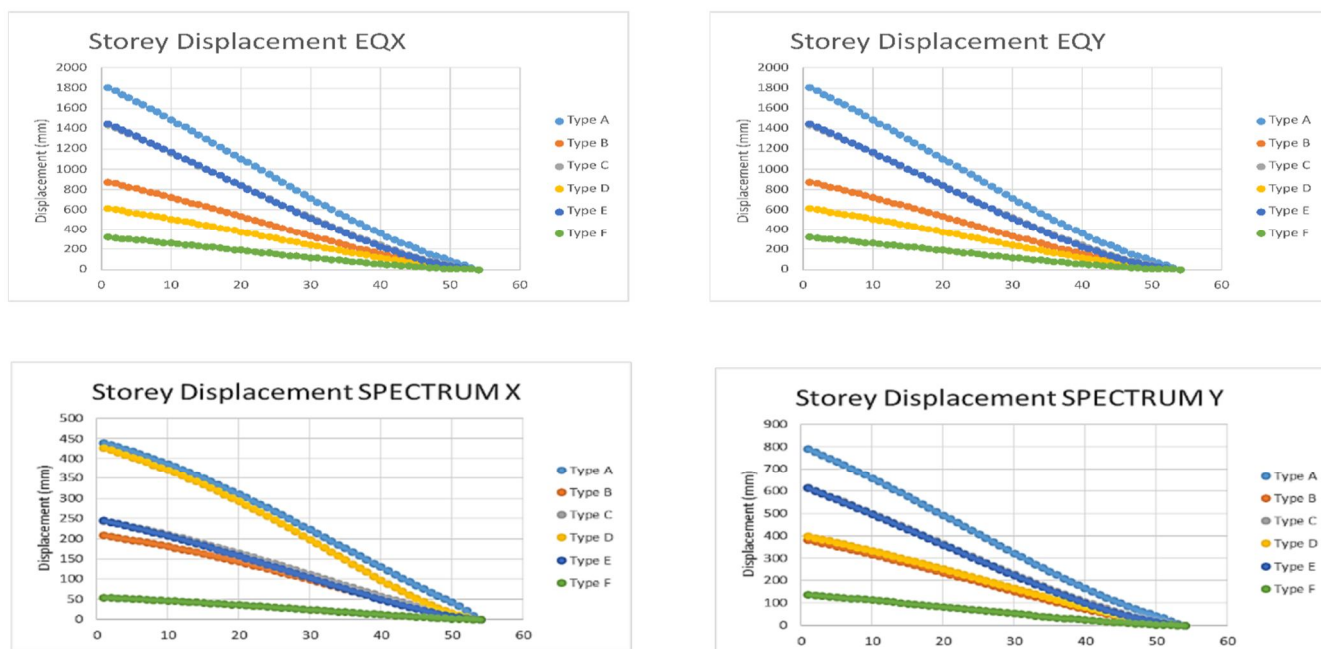 Storey Displacement EQX
2000
1800
1600
1400
1200
1000
800
600
400
200
0
Displacement (mm)
0 10 20 30 40 50 60
Type A
Type B
Type C
Type D
Type E
Type F
Storey Displacement EQY
2000
1800
1600
1400
1200
1000
800
600
400
200
0
Displacement (mm)
0 10 20 30 40 50 60
Type A
Type B
Type C
Type D
Type E
Type F
Storey Displacement SPECTRUM X
500
450
400
350
300
250
200
150
100
50
0
Displacement (mm)
0 10 20 30 40 50 60
Type A
Type B
Type C
Type D
Type E
Type F
Storey Displacement SPECTRUM Y
900
800
700
600
500
400
300
200
100
0
Displacement (mm)
0 10 20 30 40 50 60
Type A
Type B
Type C
Type D
Type E
Type F